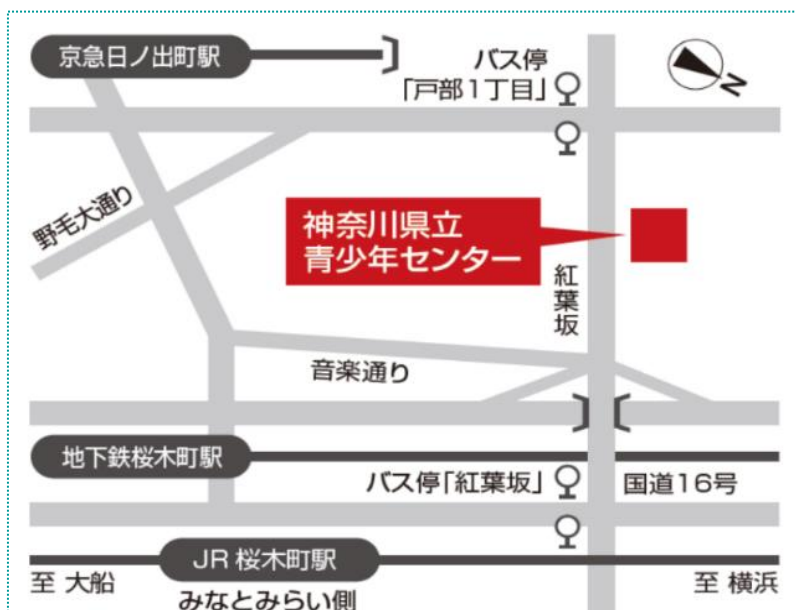 京急日ノ出町駅
バス停
「戸部1丁目」
N
野毛大通り
神奈川県立
青少年センター
紅葉坂
音楽通り
地下鉄桜木町駅
バス停「紅葉坂」
国道16号
JR 桜木町駅
至 大船
至 横浜
みなとみらい側